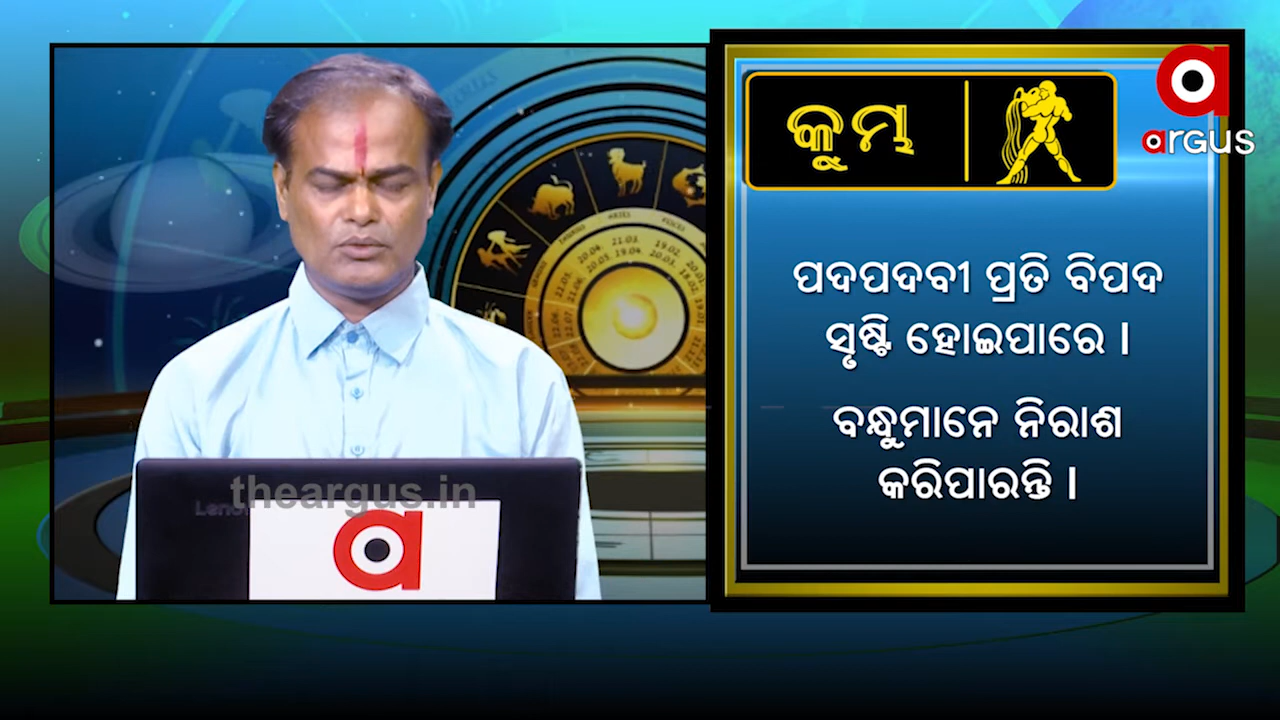 କୁମ୍ଭ
argus
ପଦପଦବୀ ପ୍ରତି ବିପଦ
ସୃଷ୍ଟି ହୋଇପାରେ ।
ବନ୍ଧୁମାନେ ନିରାଶ
କରିପାରନ୍ତି ।
theargus.in